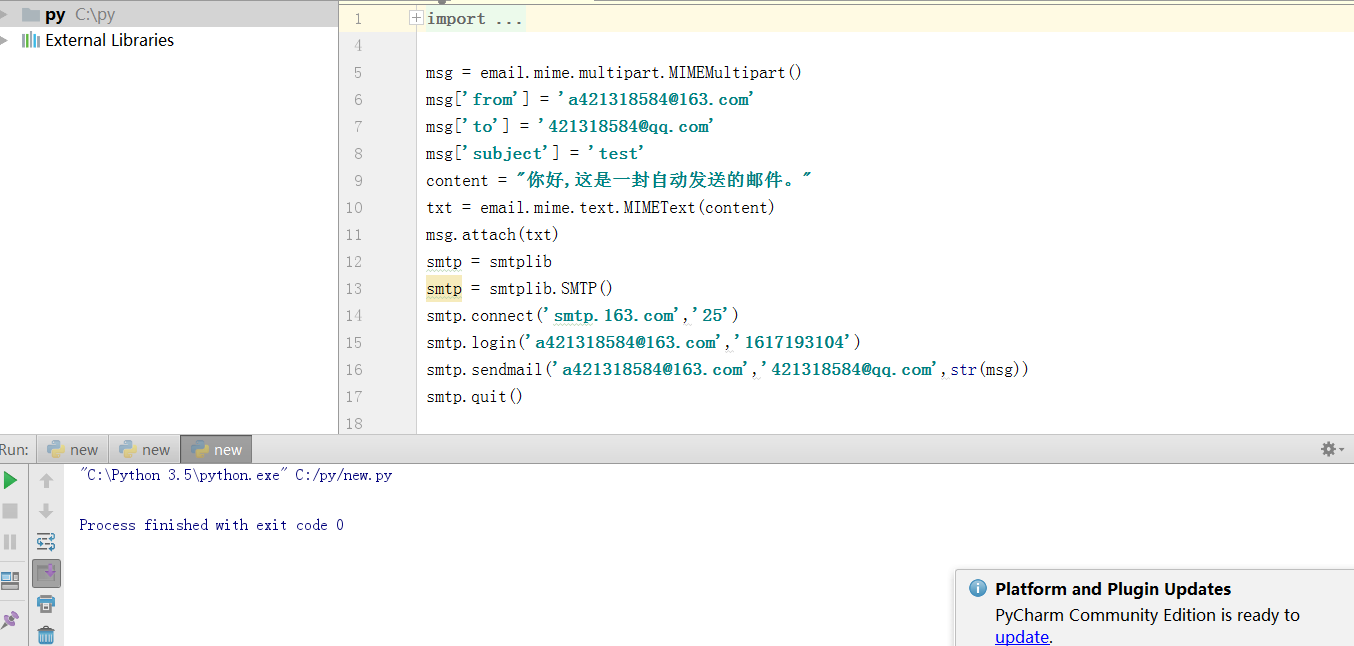 py C:\py
External Libraries
1 import ...
4
5 msg = email.mime.multipart.MIMEMultipart()
6 msg['from'] = 'a421318584@163.com'
7 msg['to'] = '421318584@qq.com'
8 msg['subject'] = 'test'
9 content = "你好,这是一封自动发送的邮件。"
10 txt = email.mime.text.MIMEText(content)
11 msg.attach(txt)
12 smtp = smtplib
13 smtp = smtplib.SMTP()
14 smtp.connect('smtp.163.com','25')
15 smtp.login('a421318584@163.com','1617193104')
16 smtp.sendmail('a421318584@163.com','421318584@qq.com',str(msg))
17 smtp.quit()
18
Run: new new new
"C:\Python 3.5\python.exe" C:/py/new.py
Process finished with exit code 0
Platform and Plugin Updates
PyCharm Community Edition is ready to
update.